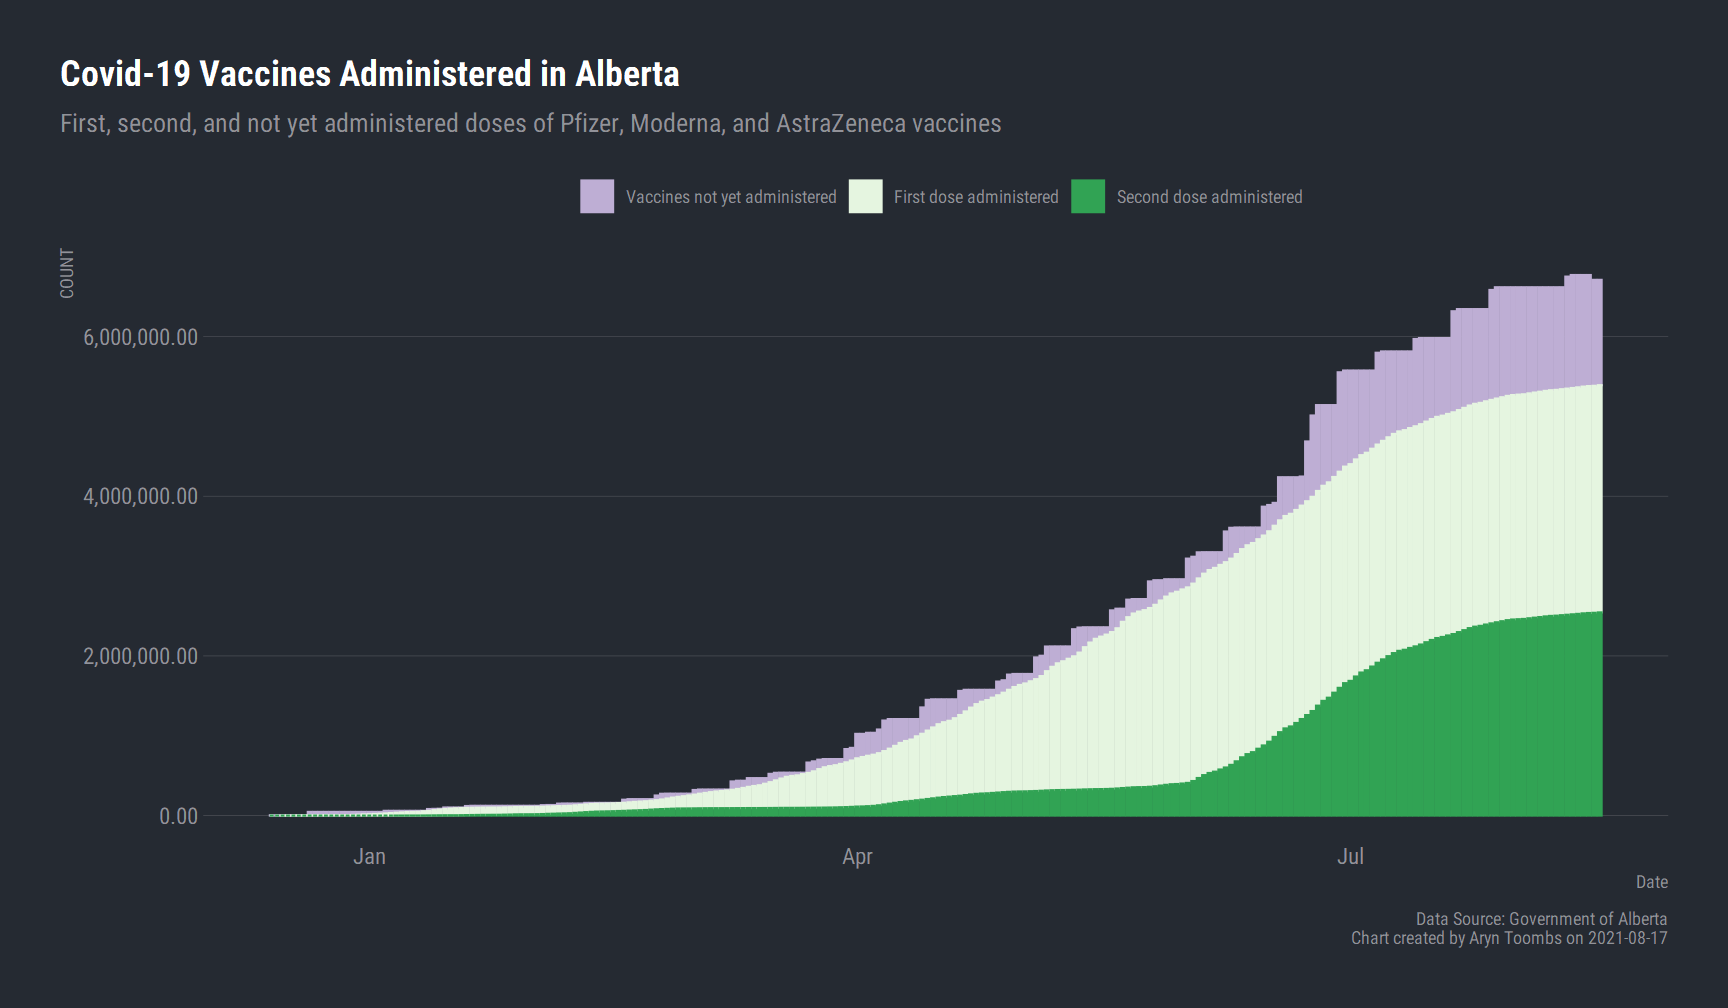 Covid-19 Vaccines Administered in Alberta
First, second, and not yet administered doses of Pfizer, Moderna, and AstraZeneca vaccines
Vaccines not yet administered
First dose administered
Second dose administered
COUNT
6,000,000.00
4,000,000.00
2,000,000.00
0.00
Jan
Apr
Jul
Date
Data Source: Government of Alberta
Chart created by Aryn Toombs on 2021-08-17